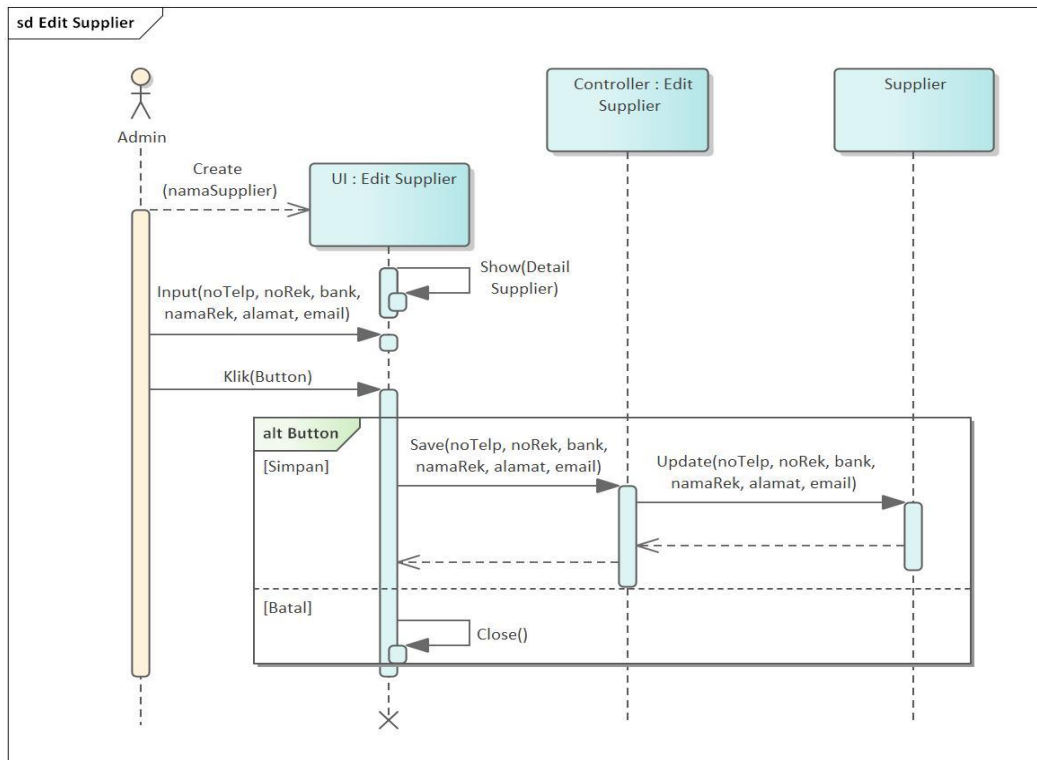 sd Edit Supplier
Controller : Edit
Supplier
Supplier
Admin
Create
(namaSupplier)
UI : Edit Supplier
Show(Detail
Supplier)
Input(noTelp, noRek, bank,
namaRek, alamat, email)
Klik(Button)
alt Button
[Simpan]
Save(noTelp, noRek, bank,
namaRek, alamat, email)
Update(noTelp, noRek, bank,
namaRek, alamat, email)
[Batal]
Close()